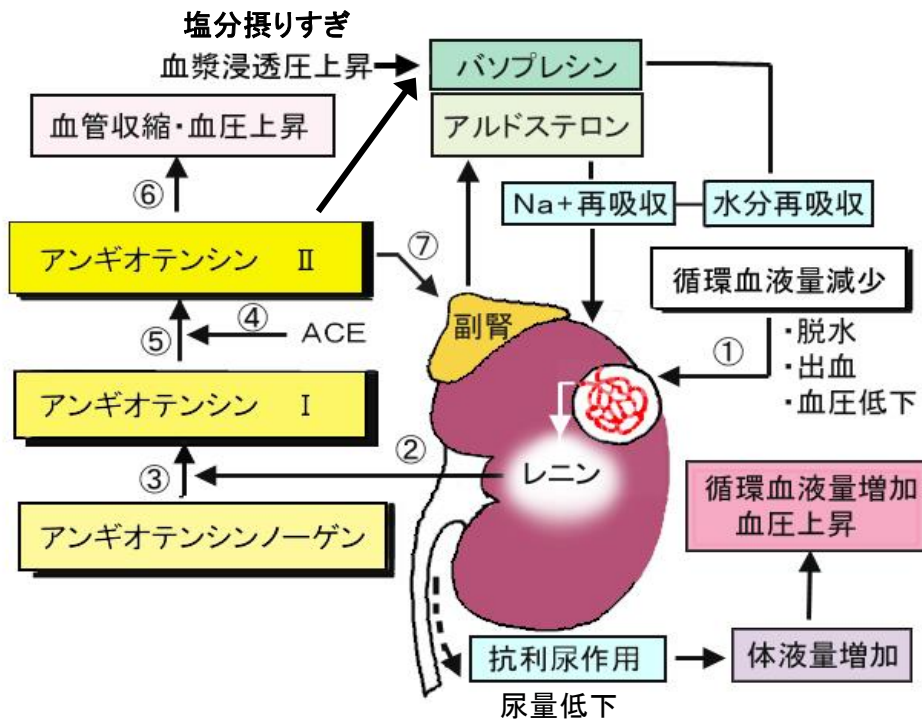 塩分摂りすぎ
血漿浸透圧上昇
バソプレシン
血管収縮・血圧上昇
アルドステロン
⑥
Na+再吸収
水分再吸収
アンギオテンシン Ⅱ
⑦
循環血液量減少
副腎
④
ACE
⑤
①
・脱水
・出血
・血圧低下
アンギオテンシン Ⅰ
②
③
レニン
循環血液量増加
血圧上昇
アンギオテンシンノーゲン
抗利尿作用
体液量増加
尿量低下